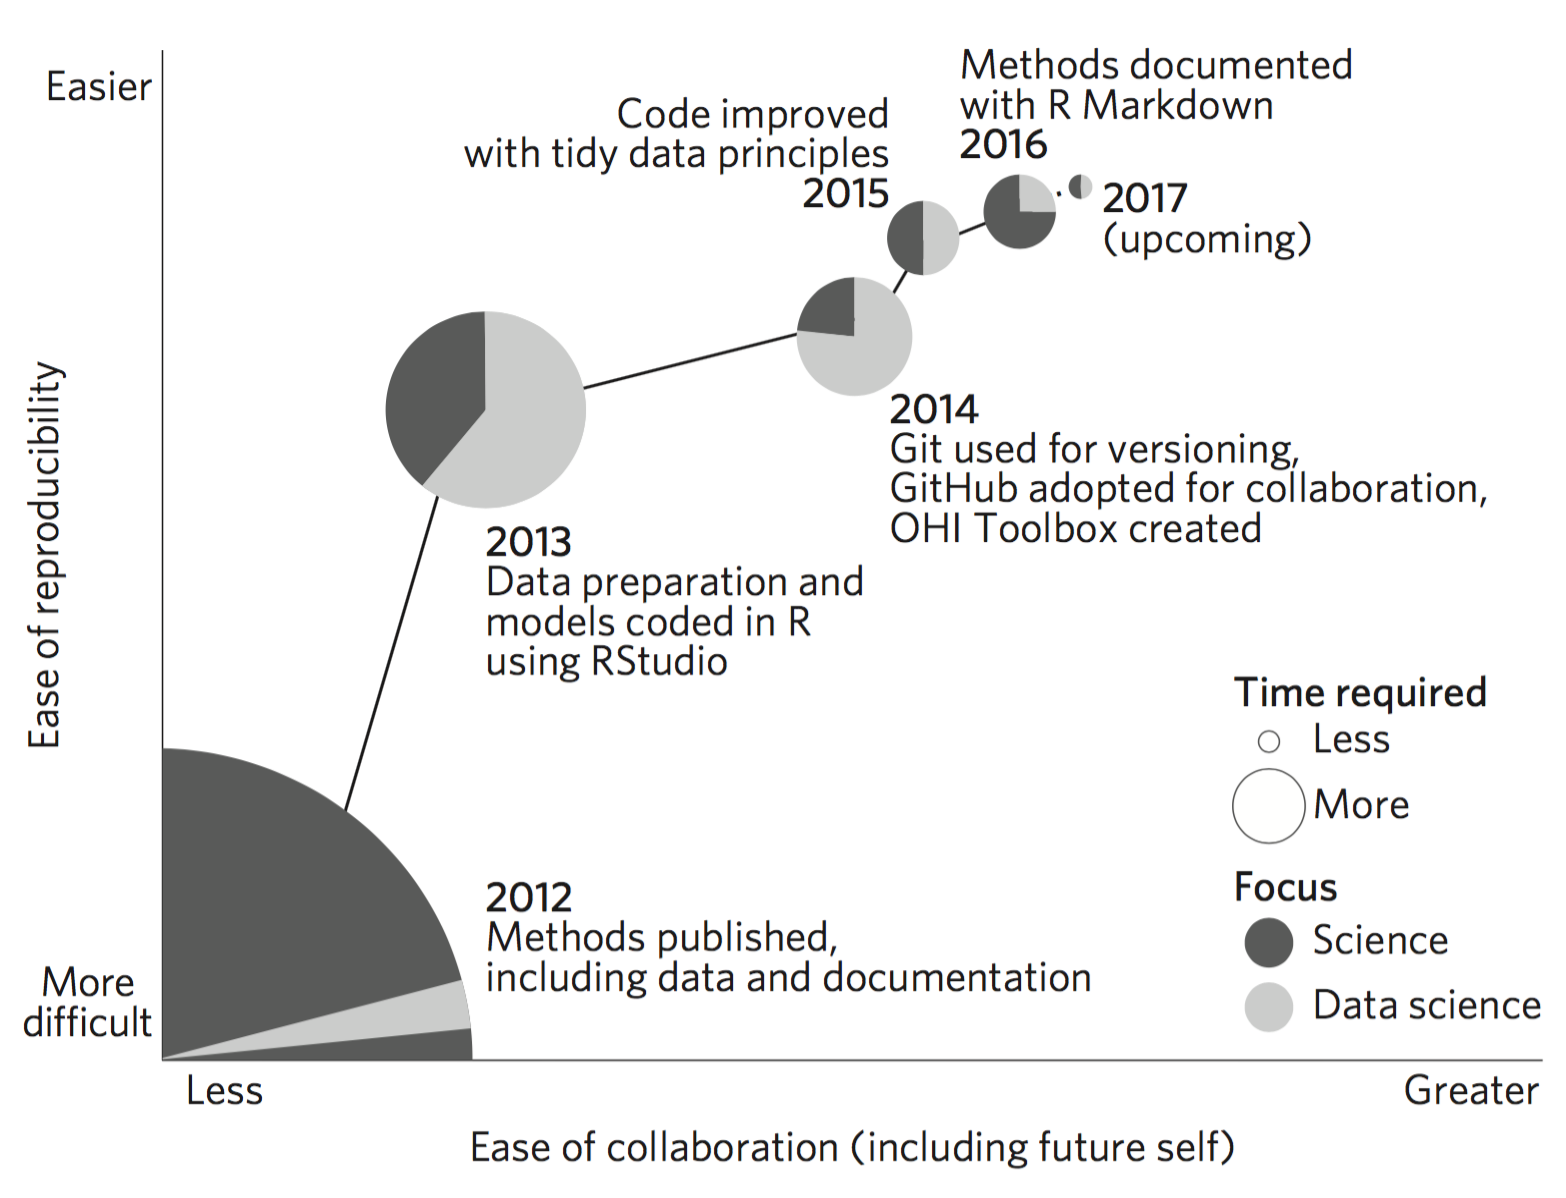 Easier
Methods documented
with R Markdown
2016
Code improved
with tidy data principles
2015
2017
(upcoming)
2014
Git used for versioning,
GitHub adopted for collaboration,
OHI Toolbox created
2013
Data preparation and
models coded in R
using RStudio
Ease of reproducibility
Time required
Less
More
Focus
Science
Data science
2012
Methods published,
including data and documentation
More
difficult
Less
Greater
Ease of collaboration (including future self)